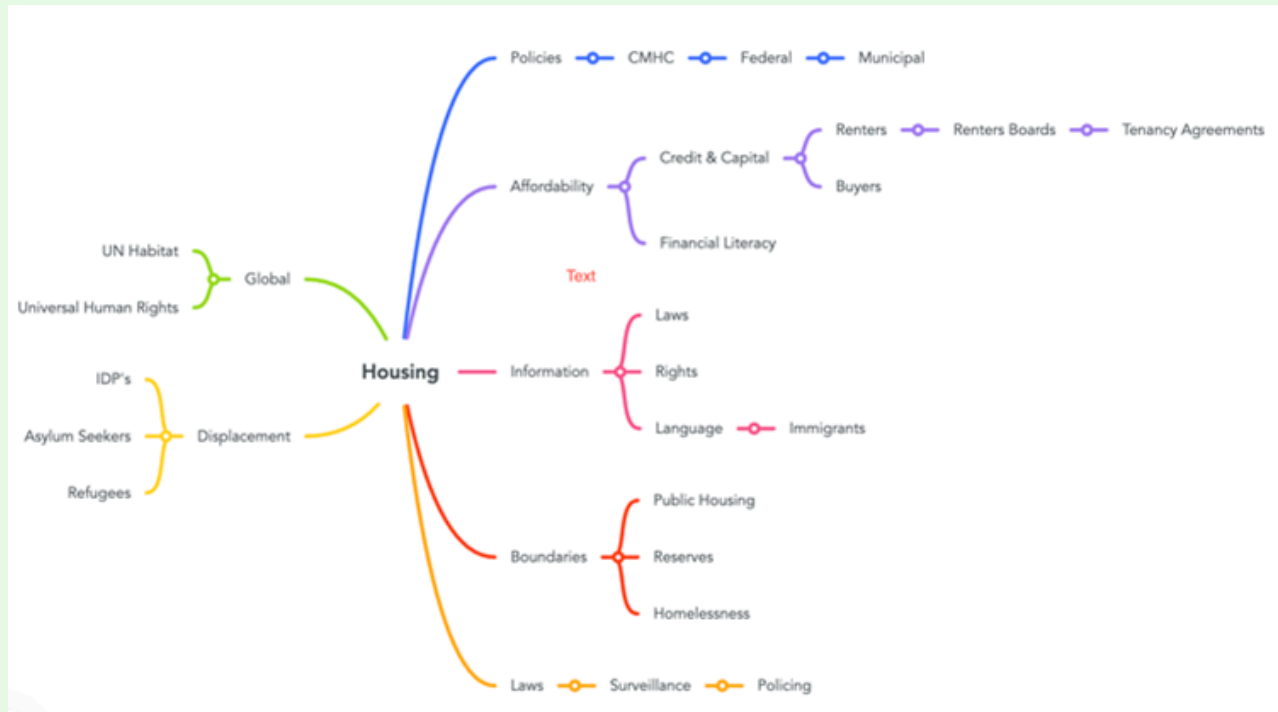 Policies CMHC Federal Municipal
Renters Renters Boards Tenancy Agreements
Credit & Capital
Affordability
Buyers
Financial Literacy
UN Habitat
Global
Universal Human Rights
Text
Laws
Housing
Information
Rights
Language Immigrants
IDP's
Asylum Seekers
Displacement
Refugees
Public Housing
Boundaries
Reserves
Homelessness
Laws Surveillance Policing